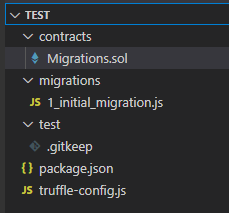 TEST
contracts
Migrations.sol
migrations
JS 1_initial_migration.js
test
.gitkeep
{} package.json
JS truffle-config.js